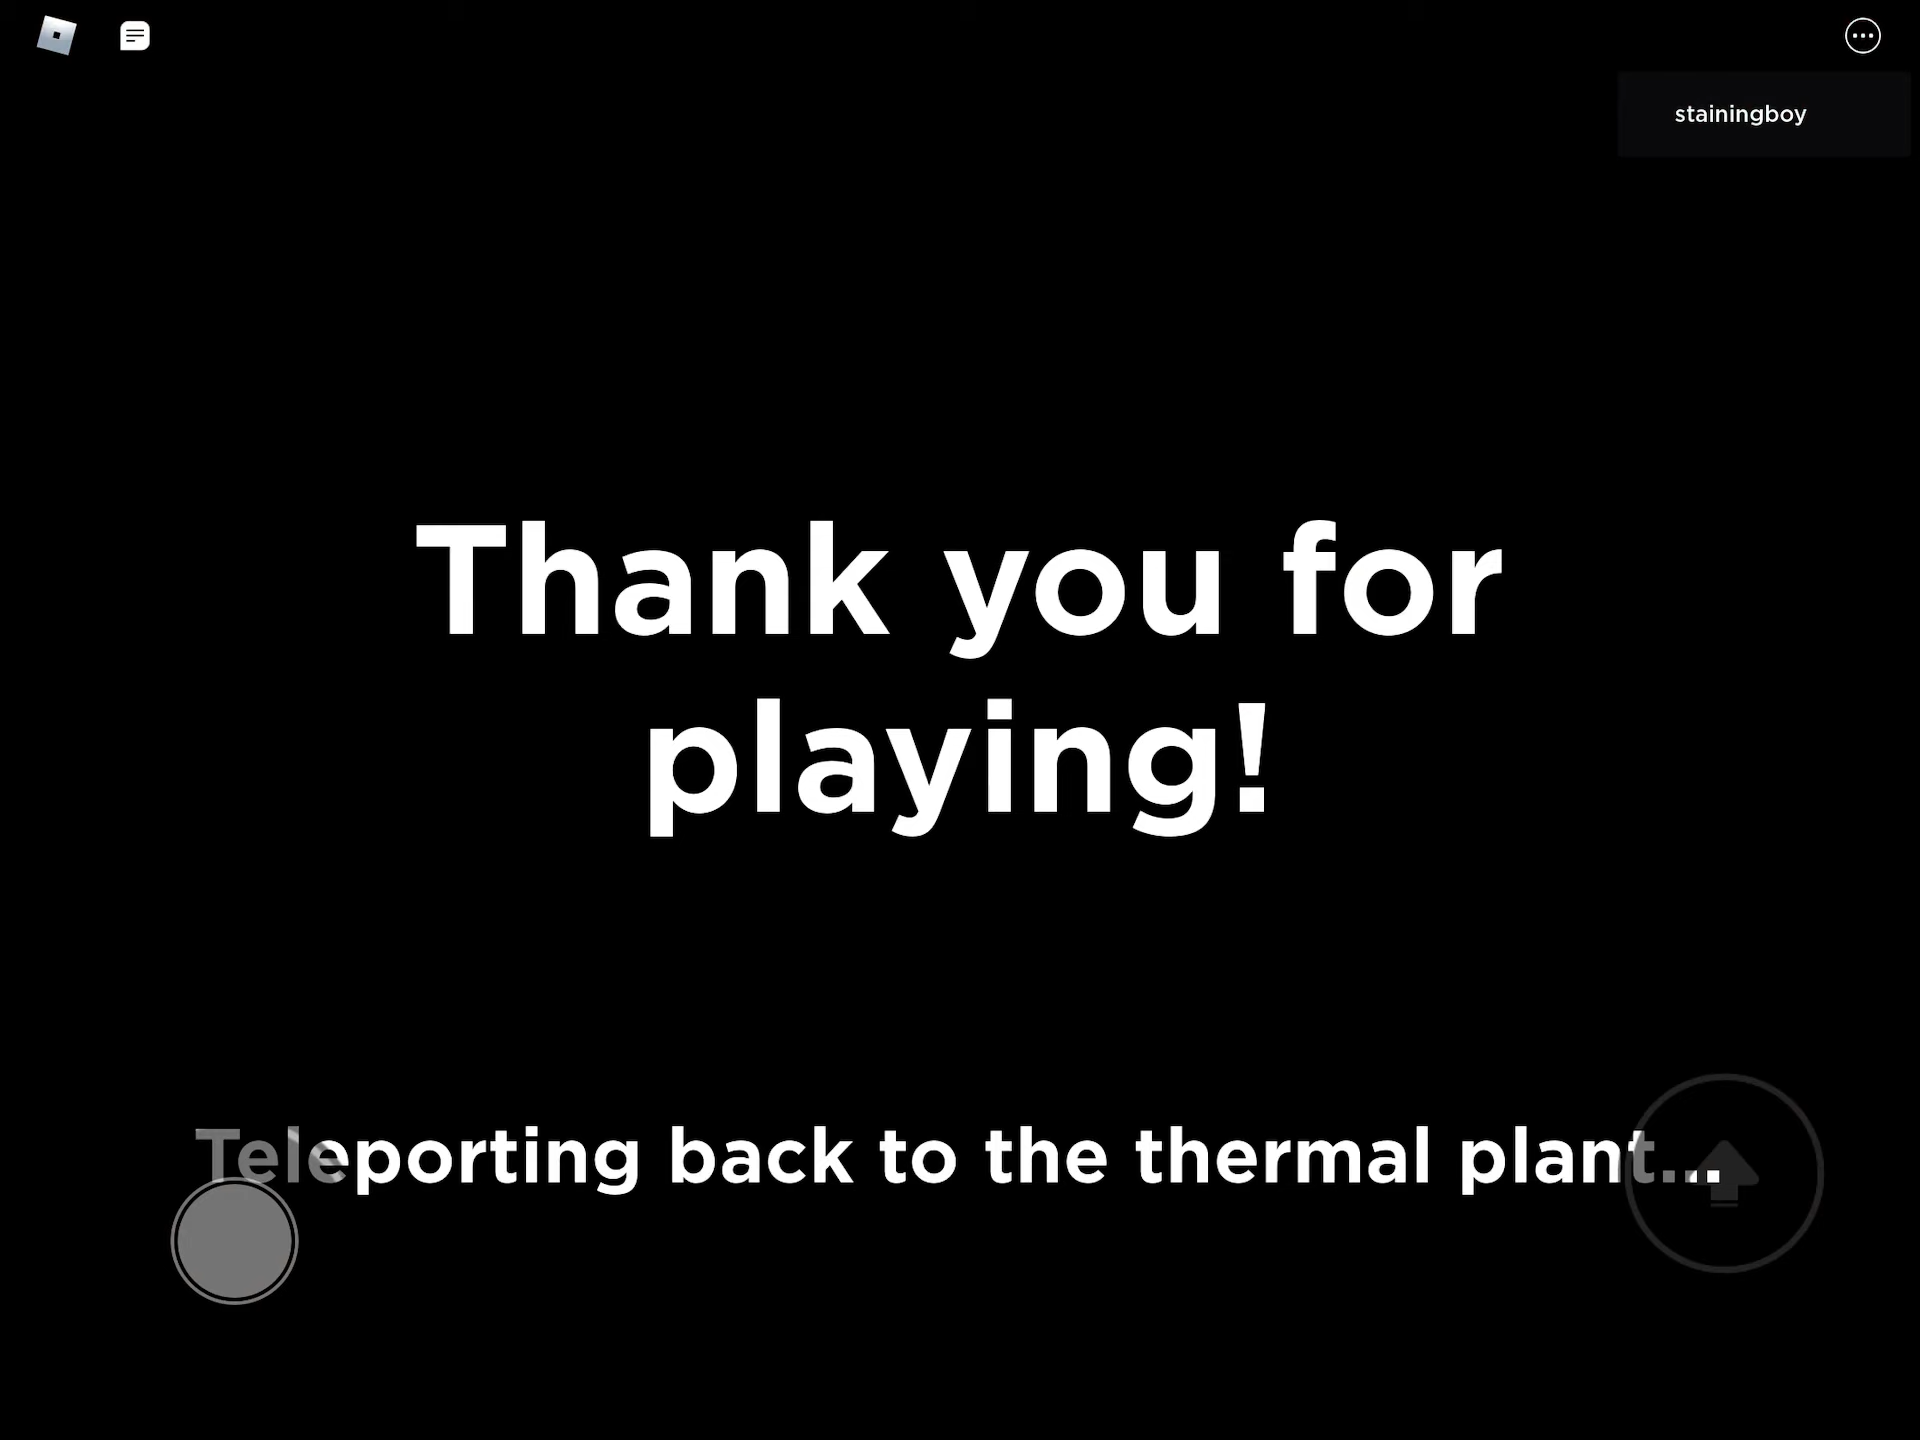 stainingboy
Thank you for
playing!
Teleporting back to the thermal plant...